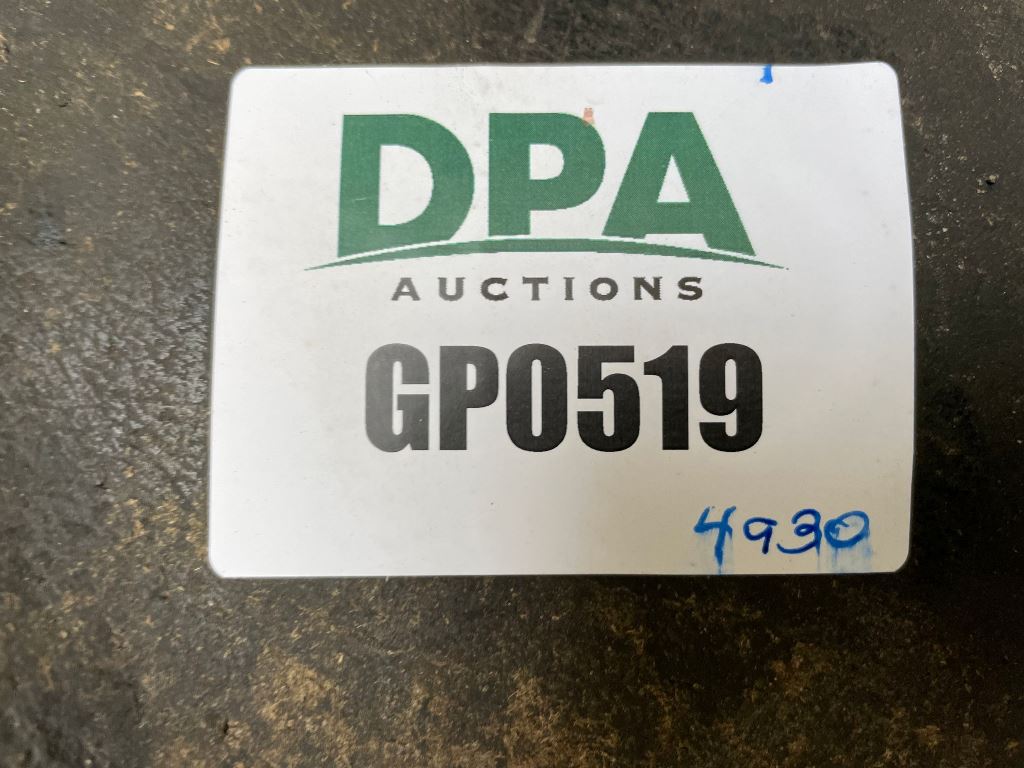 DPA
AUCTIONS
GP0519
4930